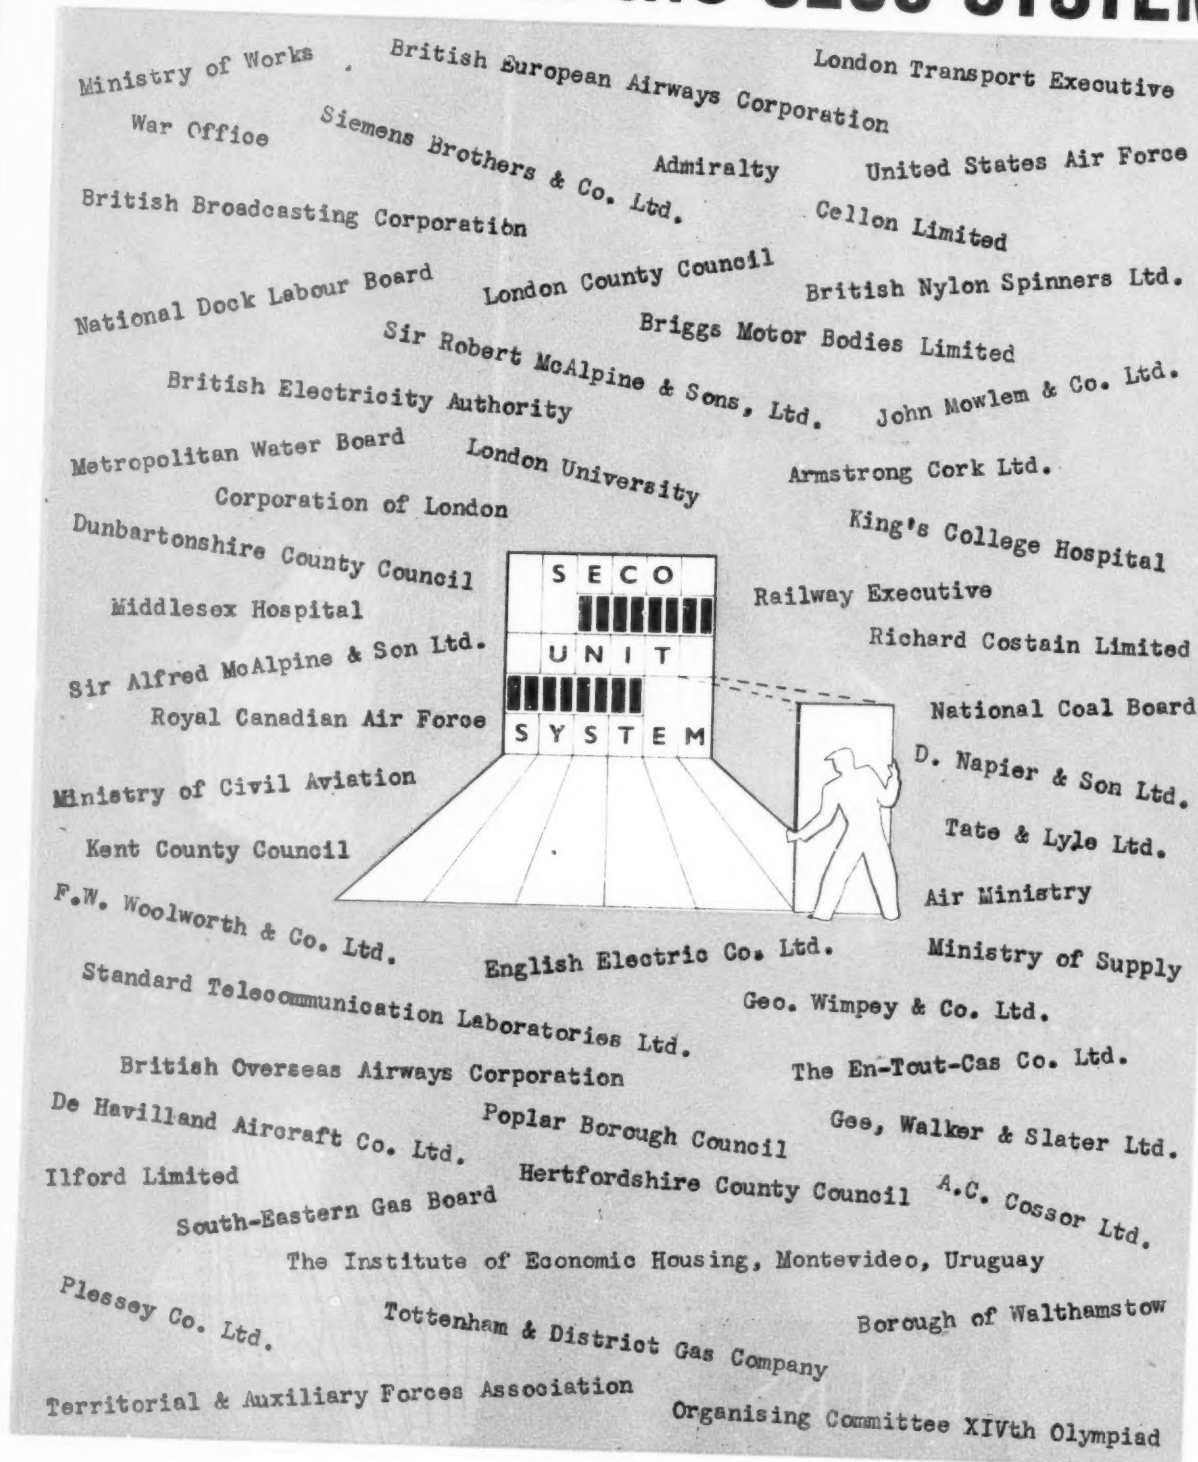 the SECO SYSTEM
Ministry of Works
British European Airways Corporation
London Transport Executive
War Office
Siemens Brothers & Co. Ltd.
Admiralty
United States Air Force
British Broadcasting Corporation
Cellon Limited
National Dock Labour Board
London County Council
British Nylon Spinners Ltd.
Sir Robert McAlpine & Sons, Ltd.
Briggs Motor Bodies Limited
British Electricity Authority
John Mowlem & Co. Ltd.
Metropolitan Water Board
London University
Armstrong Cork Ltd.
Corporation of London
King's College Hospital
Dunbartonshire County Council
SECO
Railway Executive
Middlesex Hospital
Richard Costain Limited
UNIT
Sir Alfred McAlpine & Son Ltd.
National Coal Board
Royal Canadian Air Force
SYSTEM
D. Napier & Son Ltd.
Ministry of Civil Aviation
Tate & Lyle Ltd.
Kent County Council
Air Ministry
F.W. Woolworth & Co. Ltd.
English Electric Co. Ltd.
Ministry of Supply
Standard Telecommunication Laboratories Ltd.
Geo. Wimpey & Co. Ltd.
British Overseas Airways Corporation
The En-Tout-Cas Co. Ltd.
De Havilland Aircraft Co. Ltd.
Poplar Borough Council
Gee, Walker & Slater Ltd.
Ilford Limited
Hertfordshire County Council
A.C. Cossor Ltd.
South-Eastern Gas Board
The Institute of Economic Housing, Montevideo, Uruguay
Plessey Co. Ltd.
Tottenham & District Gas Company
Borough of Walthamstow
Territorial & Auxiliary Forces Association
Organising Committee XIVth Olympiad